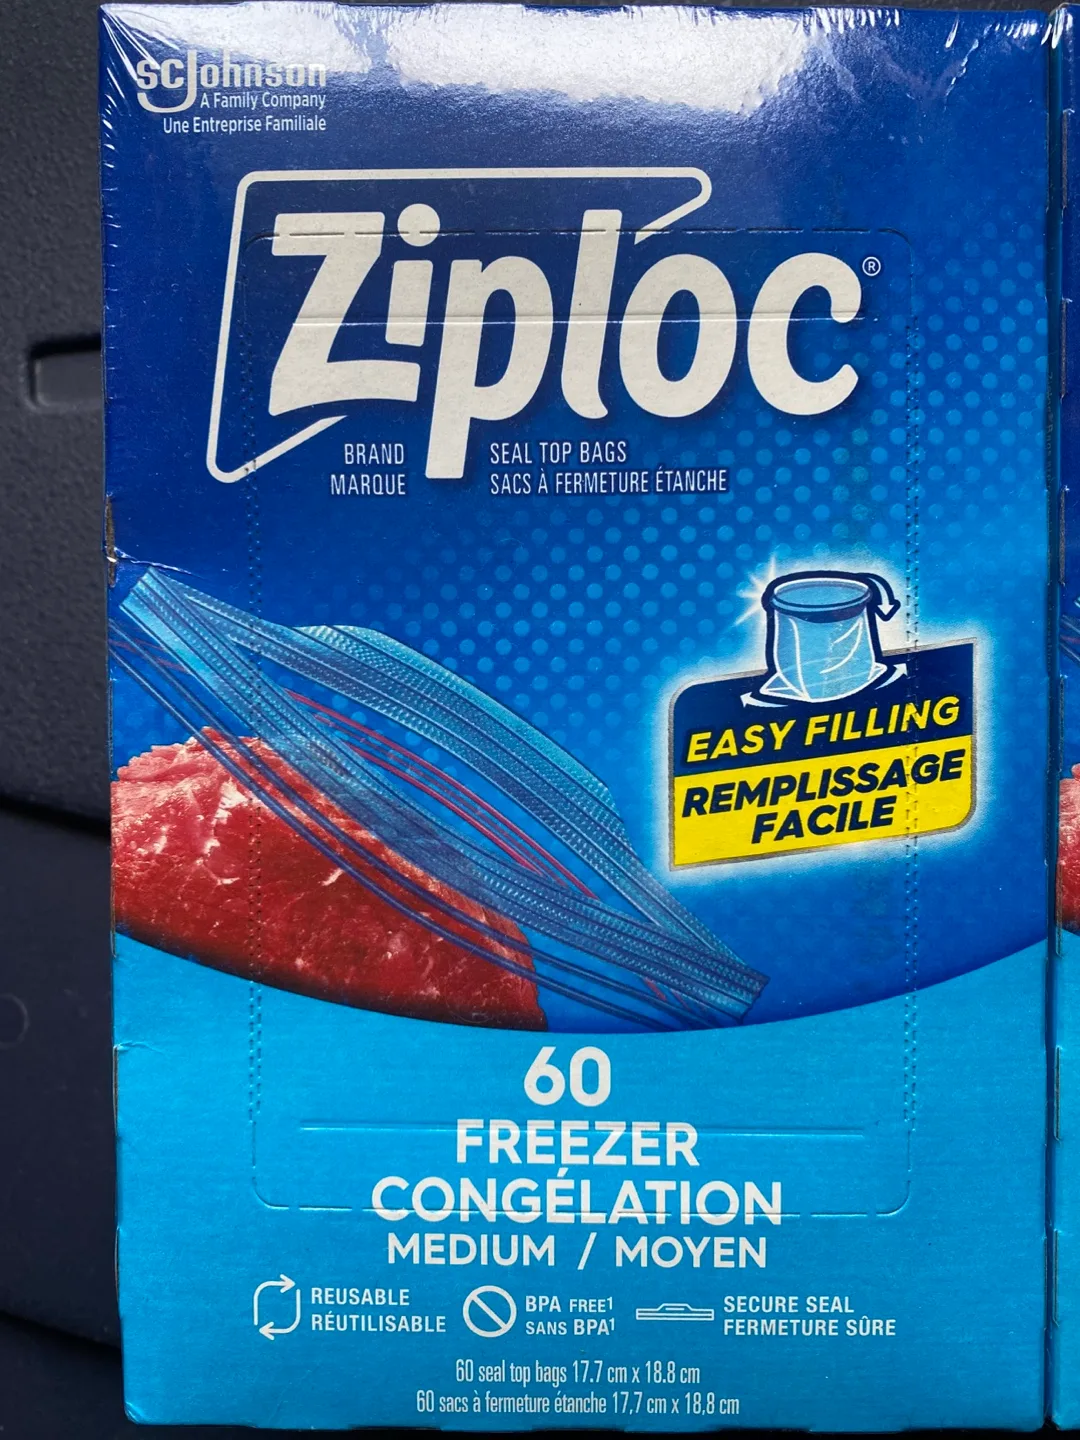 SCJohnson
A Family Company
Une Entreprise Familiale
Ziploc®
BRAND
MARQUE
SEAL TOP BAGS
SACS À FERMETURE ÉTANCHE
EASY FILLING
REMPLISSAGE
FACILE
60
FREEZER
CONGÉLATION
MEDIUM / MOYEN
REUSABLE
RÉUTILISABLE
BPA FREE¹
SANS BPA¹
SECURE SEAL
FERMETURE SÛRE
60 seal top bags 17.7 cm x 18.8 cm
60 sacs à fermeture étanche 17,7 cm x 18,8 cm